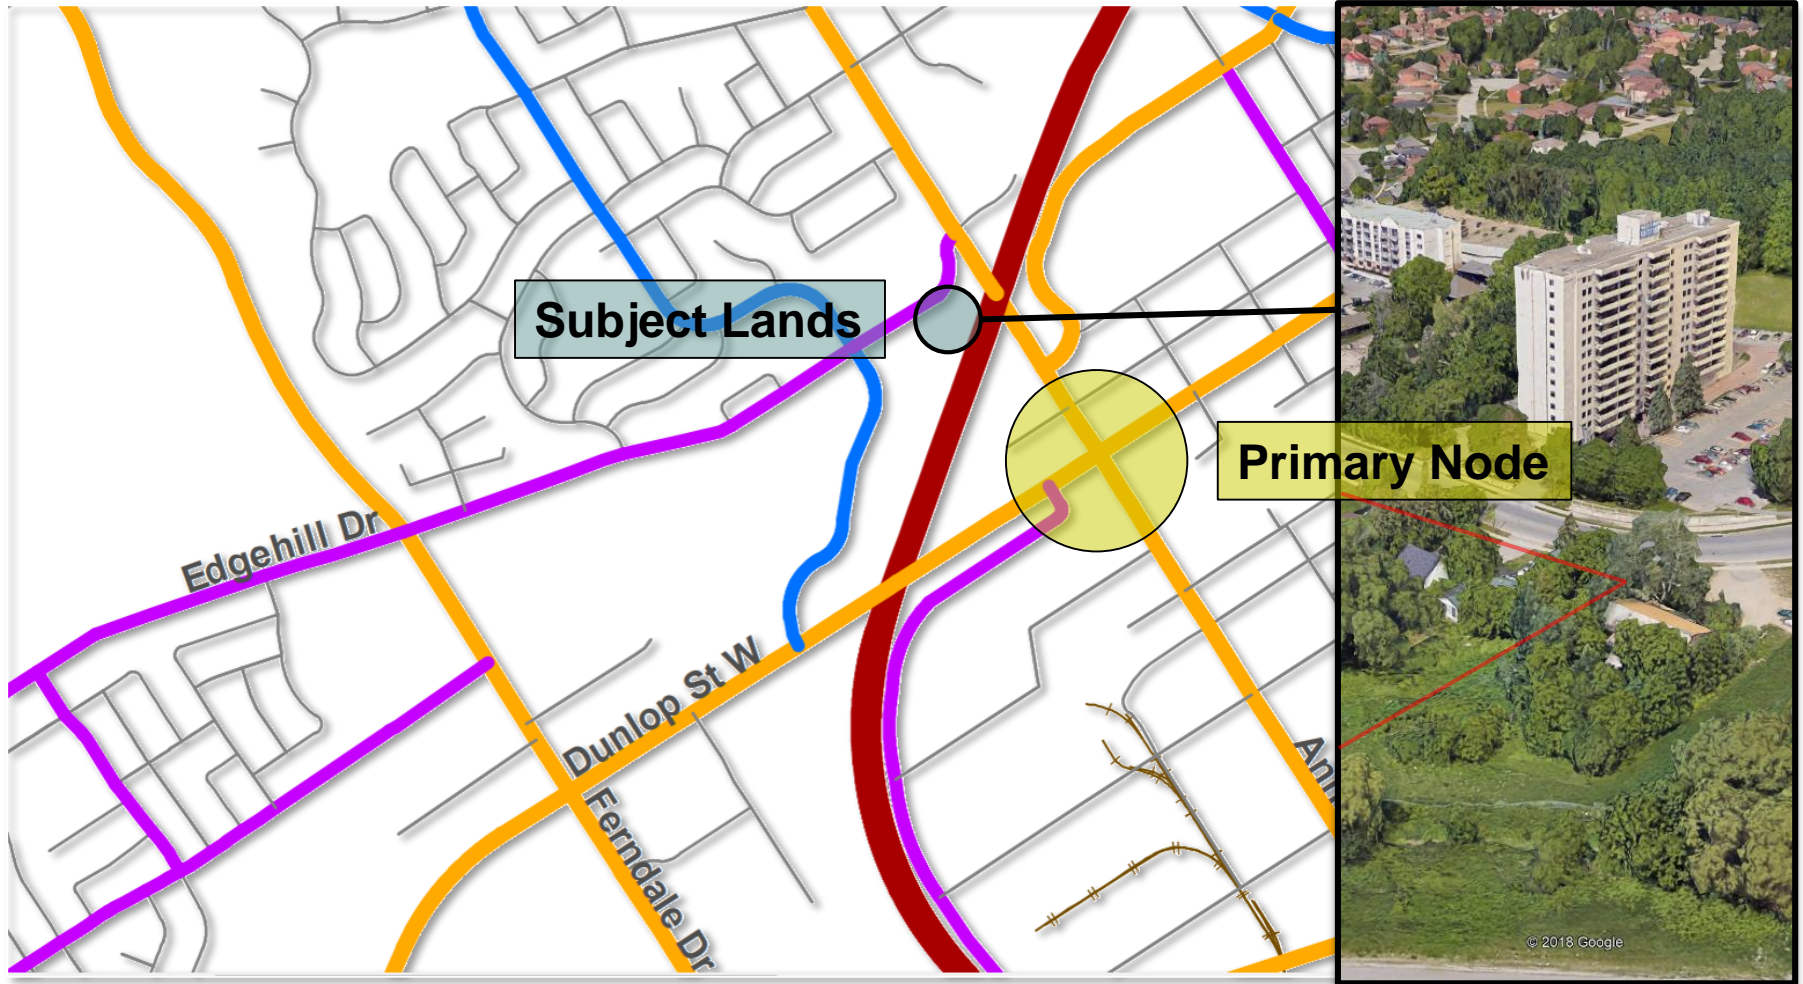 Subject Lands
Primary Node
Edgehill Dr
Dunlop St W
Ferndale Dr
© 2018 Google